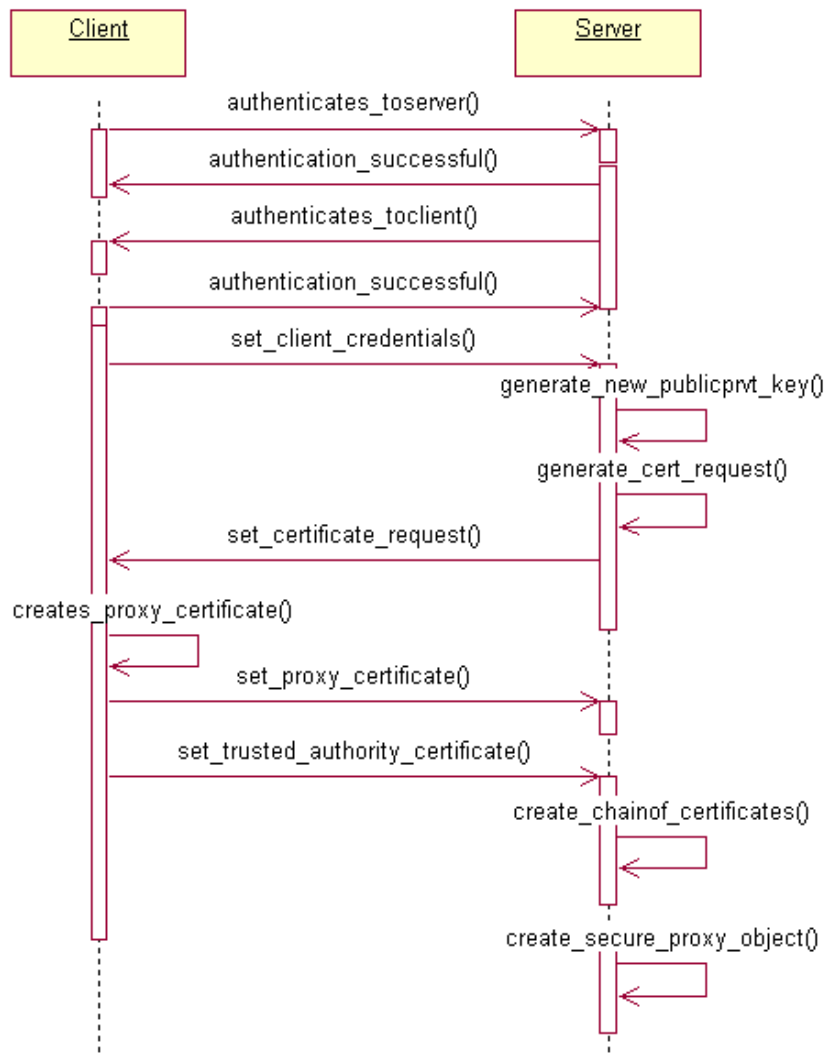 Client
Server
authenticates_toserver()
authentication_successful()
authenticates_toclient()
authentication_successful()
set_client_credentials()
generate_new_publicprvt_key()
generate_cert_request()
set_certificate_request()
creates_proxy_certificate()
set_proxy_certificate()
set_trusted_authority_certificate()
create_chainof_certificates()
create_secure_proxy_object()